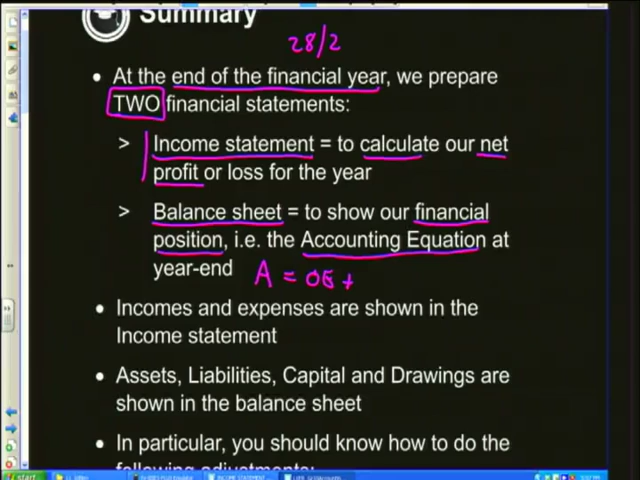 Summary
28/2
• At the end of the financial year, we prepare
TWO financial statements:
> Income statement = to calculate our net
profit or loss for the year
> Balance sheet = to show our financial
position, i.e. the Accounting Equation at
year-end
A = OE +
• Incomes and expenses are shown in the
Income statement
• Assets, Liabilities, Capital and Drawings are
shown in the balance sheet
• In particular, you should know how to do the
following adjustments:
start